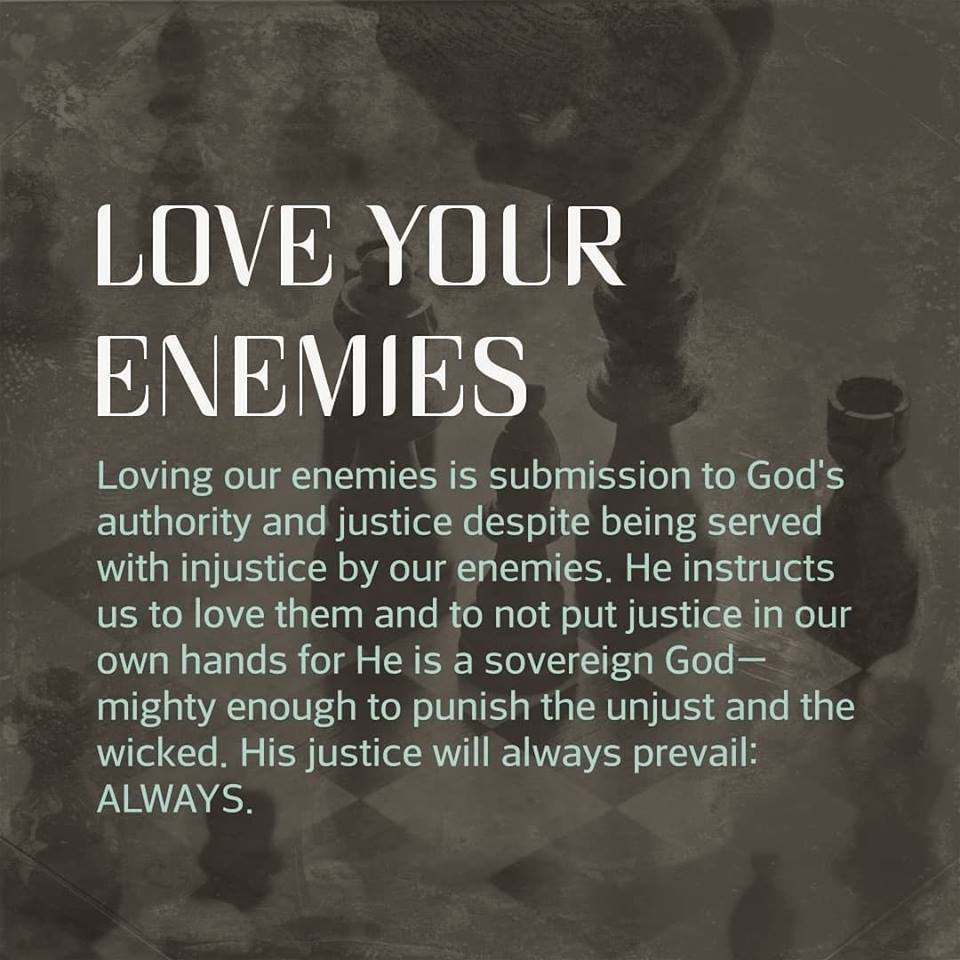 LOVE YOUR
ENEMIES
Loving our enemies is submission to God's
authority and justice despite being served
with injustice by our enemies. He instructs
us to love them and to not put justice in our
own hands for He is a sovereign God—
mighty enough to punish the unjust and the
wicked. His justice will always prevail:
ALWAYS.